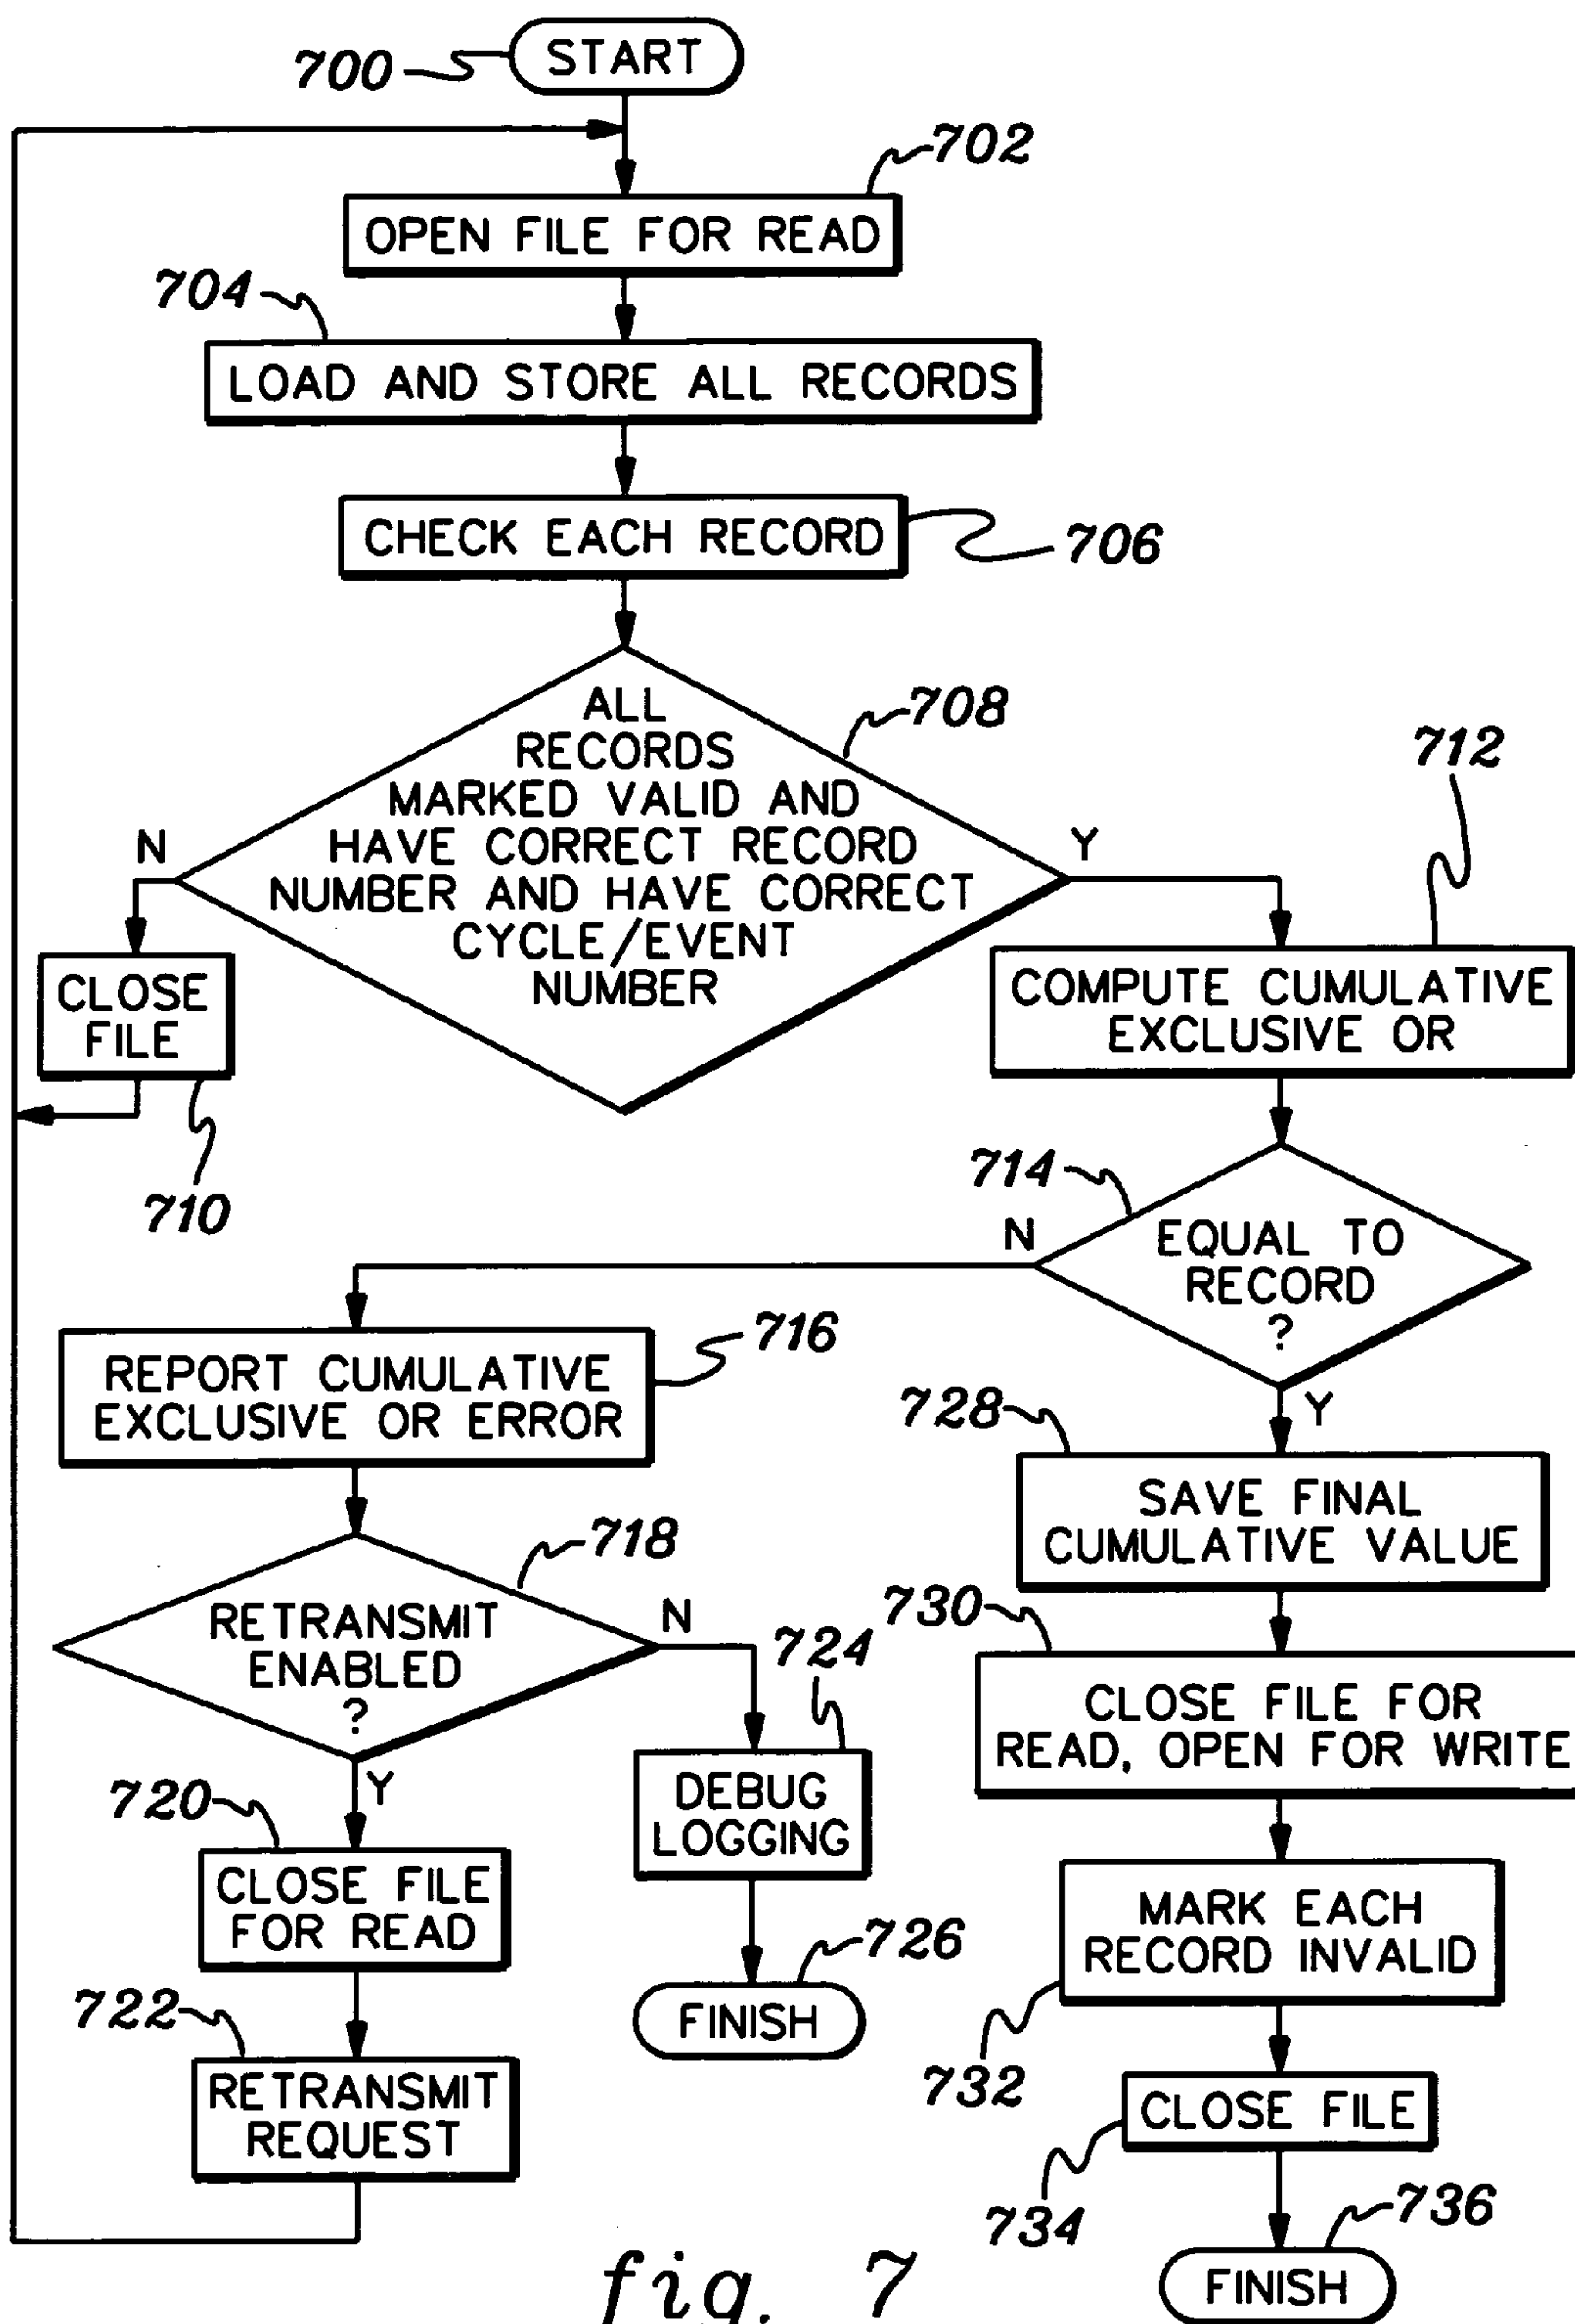 700
START
702
OPEN FILE FOR READ
704
LOAD AND STORE ALL RECORDS
CHECK EACH RECORD
706
708
ALL
RECORDS
MARKED VALID AND
HAVE CORRECT RECORD
NUMBER AND HAVE CORRECT
CYCLE/EVENT
NUMBER
N
Y
712
CLOSE
FILE
710
COMPUTE CUMULATIVE
EXCLUSIVE OR
714
N
EQUAL TO
RECORD
?
Y
716
REPORT CUMULATIVE
EXCLUSIVE OR ERROR
718
RETRANSMIT
ENABLED
?
N
Y
724
DEBUG
LOGGING
726
FINISH
720
CLOSE FILE
FOR READ
722
RETRANSMIT
REQUEST
728
SAVE FINAL
CUMULATIVE VALUE
730
CLOSE FILE FOR
READ, OPEN FOR WRITE
MARK EACH
RECORD INVALID
732
CLOSE FILE
734
736
FINISH
fig. 7